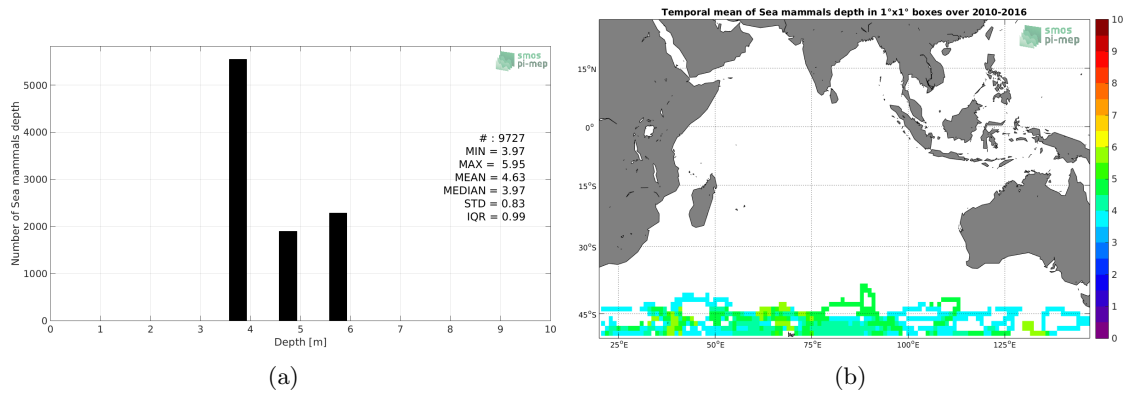 smos
pi-mep
5000
4000
3000
2000
1000
0
Number of Sea mammals depth
# : 9727
MIN = 3.97
MAX = 5.95
MEAN = 4.63
MEDIAN = 3.97
STD = 0.83
IQR = 0.99
0 1 2 3 4 5 6 7 8 9 10
Depth [m]
(a)
Temporal mean of Sea mammals depth in 1°x1° boxes over 2010-2016
smos
pi-mep
15°N
0°
15°S
30°S
45°S
25°E 50°E 75°E 100°E 125°E
10
9
8
7
6
5
4
3
2
1
0
(b)